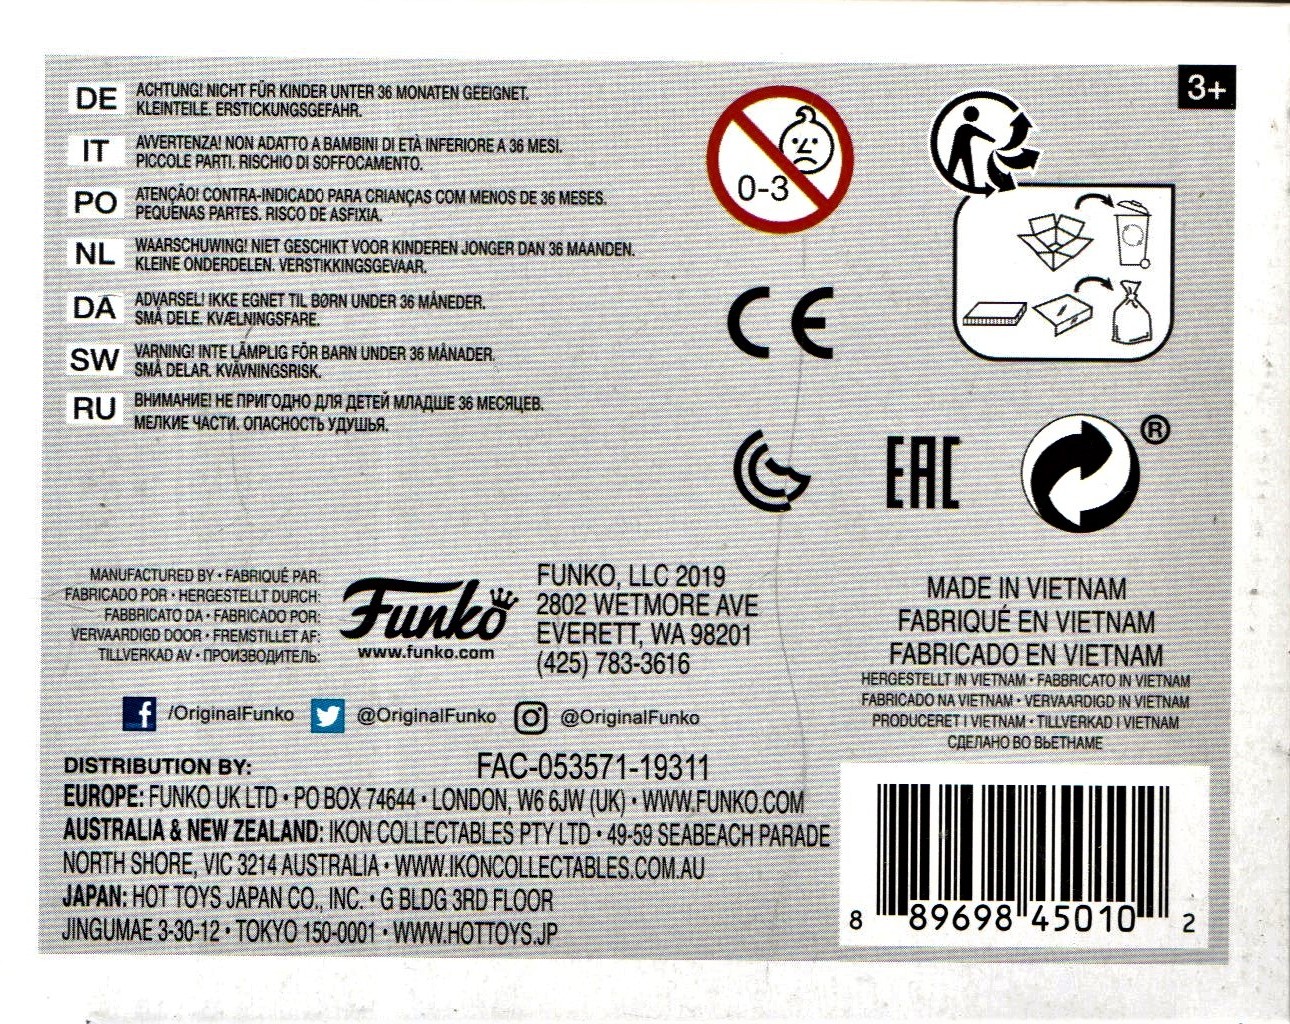 3+
DE ACHTUNG! NICHT FÜR KINDER UNTER 36 MONATEN GEEIGNET.
KLEINTEILE. ERSTICKUNGSGEFAHR.
IT AVVERTENZA! NON ADATTO A BAMBINI DI ETÀ INFERIORE A 36 MESI.
PICCOLE PARTI. RISCHIO DI SOFFOCAMENTO.
PO ATENÇÃO! CONTRA-INDICADO PARA CRIANÇAS COM MENOS DE 36 MESES.
PEQUENAS PARTES. RISCO DE ASFIXIA.
NL WAARSCHUWING! NIET GESCHIKT VOOR KINDEREN JONGER DAN 36 MAANDEN.
KLEINE ONDERDELEN. VERSTIKKINGSGEVAAR.
DA ADVARSEL! IKKE EGNET TIL BØRN UNDER 36 MÅNEDER.
SMÅ DELE. KVÆLNINGSFARE.
SW VARNING! INTE LÄMPLIG FÖR BARN UNDER 36 MÅNADER.
SMÅ DELAR. KVÄVNINGSRISK.
RU ВНИМАНИЕ! НЕ ПРИГОДНО ДЛЯ ДЕТЕЙ МЛАДШЕ 36 МЕСЯЦЕВ.
МЕЛКИЕ ЧАСТИ. ОПАСНОСТЬ УДУШЬЯ.
0-3
CE
EAC
®
MANUFACTURED BY • FABRIQUÉ PAR:
FABRICADO POR • HERGESTELLT DURCH:
FABBRICATO DA • FABRICADO POR:
VERVAARDIGD DOOR • FREMSTILLET AF:
TILLVERKAD AV • ПРОИЗВОДИТЕЛЬ:
Funko
www.funko.com
FUNKO, LLC 2019
2802 WETMORE AVE
EVERETT, WA 98201
(425) 783-3616
MADE IN VIETNAM
FABRIQUÉ EN VIETNAM
FABRICADO EN VIETNAM
HERGESTELLT IN VIETNAM • FABBRICATO IN VIETNAM
FABRICADO NA VIETNAM • VERVAARDIGD IN VIETNAM
PRODUCERET I VIETNAM • TILLVERKAD I VIETNAM
СДЕЛАНО ВО ВЬЕТНАМЕ
f /OriginalFunko @OriginalFunko @OriginalFunko
DISTRIBUTION BY: FAC-053571-19311
EUROPE: FUNKO UK LTD • PO BOX 74644 • LONDON, W6 6JW (UK) • WWW.FUNKO.COM
AUSTRALIA & NEW ZEALAND: IKON COLLECTABLES PTY LTD • 49-59 SEABEACH PARADE
NORTH SHORE, VIC 3214 AUSTRALIA • WWW.IKONCOLLECTABLES.COM.AU
JAPAN: HOT TOYS JAPAN CO., INC. • G BLDG 3RD FLOOR
JINGUMAE 3-30-12 • TOKYO 150-0001 • WWW.HOTTOYS.JP
8 89698 45010 2